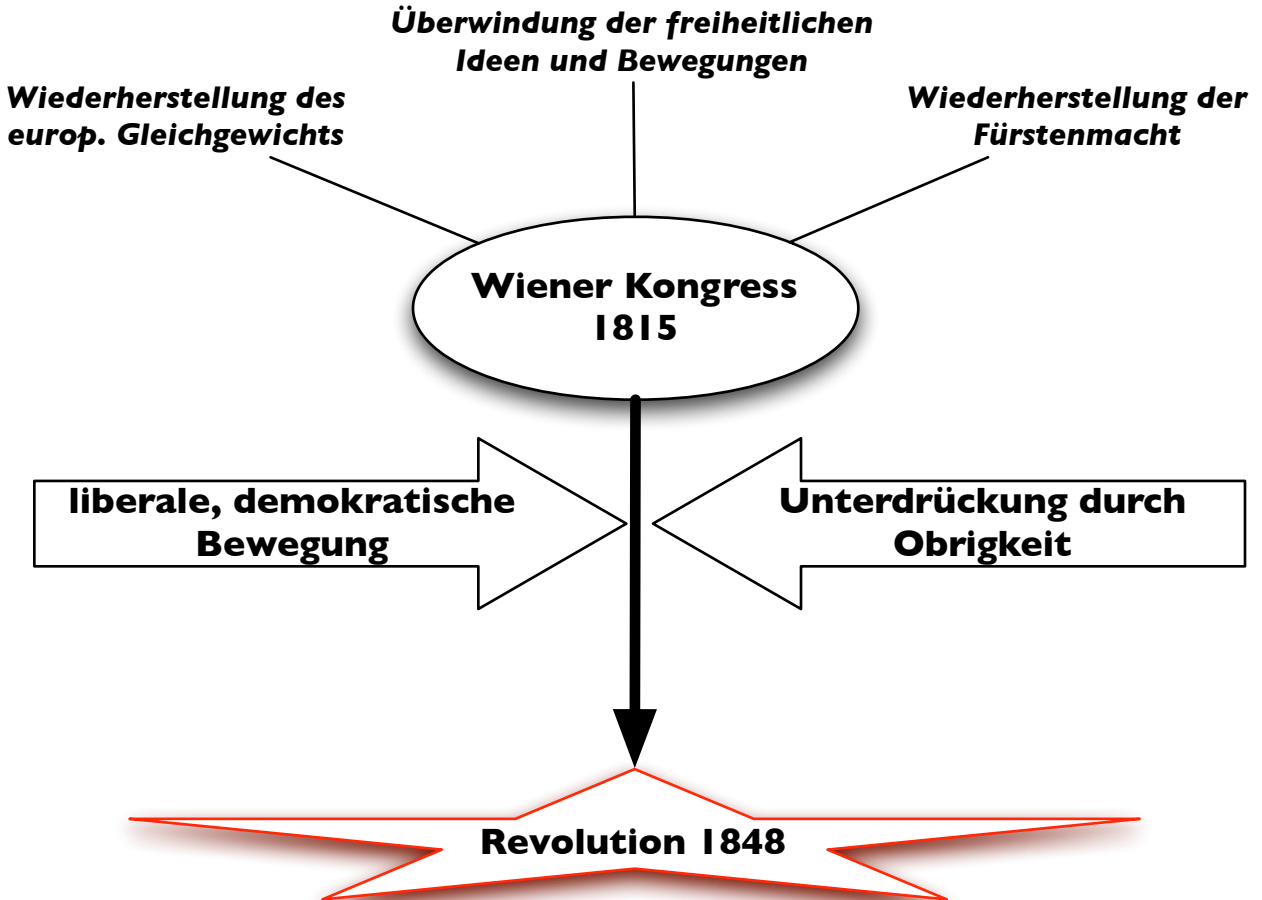 Überwindung der freiheitlichen
Ideen und Bewegungen
Wiederherstellung des
europ. Gleichgewichts
Wiederherstellung der
Fürstenmacht
Wiener Kongress
1815
liberale, demokratische
Bewegung
Unterdrückung durch
Obrigkeit
Revolution 1848